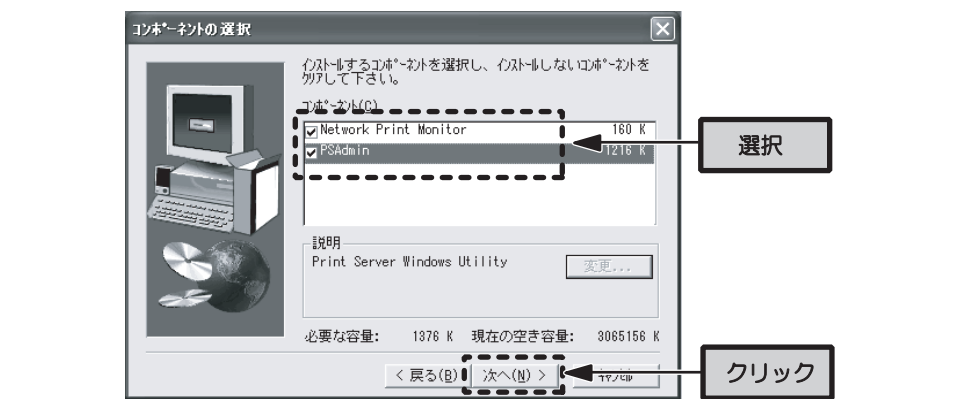 コンポーネントの選択
インストールするコンポーネントを選択し、インストールしないコンポーネントを
クリアして下さい。
コンポーネント(C)
Network Print Monitor 160 K
PSAdmin 1216 K
選択
説明
Print Server Windows Utility
変更...
必要な容量: 1376 K 現在の空き容量: 3065156 K
< 戻る(B) 次へ(N) > キャンセル
クリック